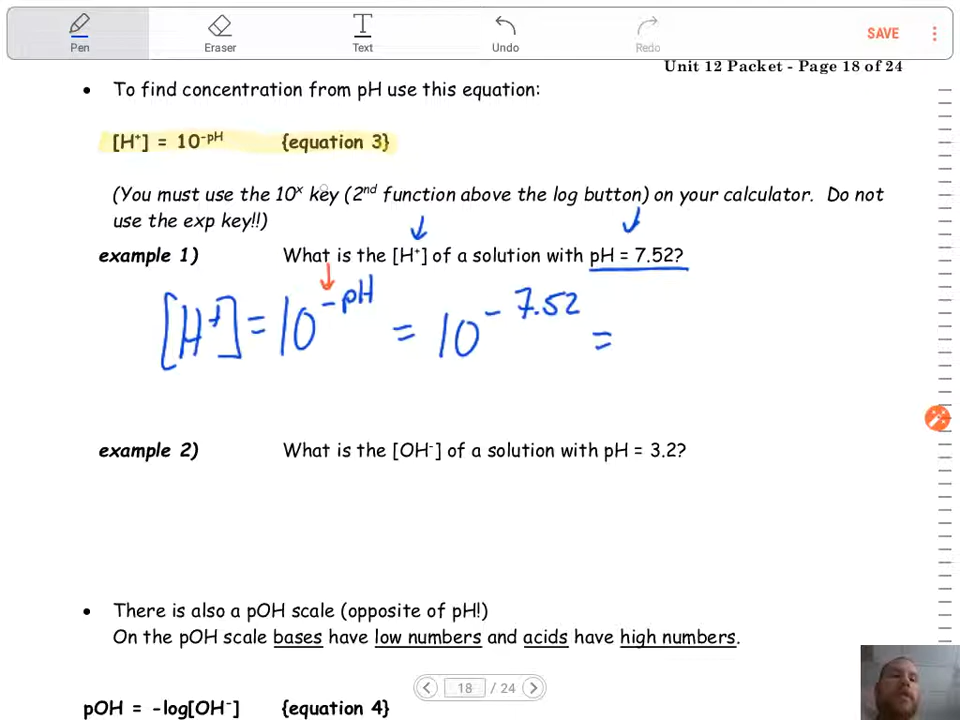 Pen Eraser Text Undo Redo SAVE
Unit 12 Packet - Page 18 of 24
• To find concentration from pH use this equation:
[H⁺] = 10⁻ᵖᴴ {equation 3}
(You must use the 10ˣ key (2ⁿᵈ function above the log button) on your calculator. Do not
use the exp key!!)
example 1) What is the [H⁺] of a solution with pH = 7.52?
[H⁺] = 10⁻ᵖᴴ = 10⁻⁷·⁵² =
example 2) What is the [OH⁻] of a solution with pH = 3.2?
• There is also a pOH scale (opposite of pH!)
On the pOH scale bases have low numbers and acids have high numbers.
18 / 24
pOH = -log[OH⁻] {equation 4}